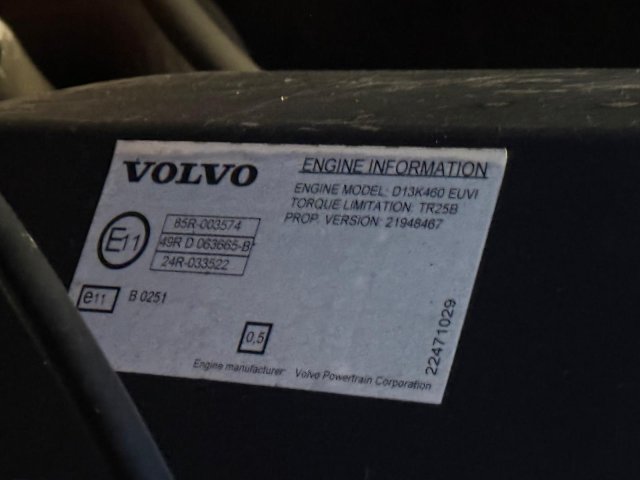 VOLVO
ENGINE INFORMATION
ENGINE MODEL: D13K460 EUVI
TORQUE LIMITATION: TR25B
PROP. VERSION: 21948467
E11
85R-003574
49R D 063665-B
24R-033522
e11
B 0251
0,5
22471029
Engine manufacturer Volvo Powertrain Corporation